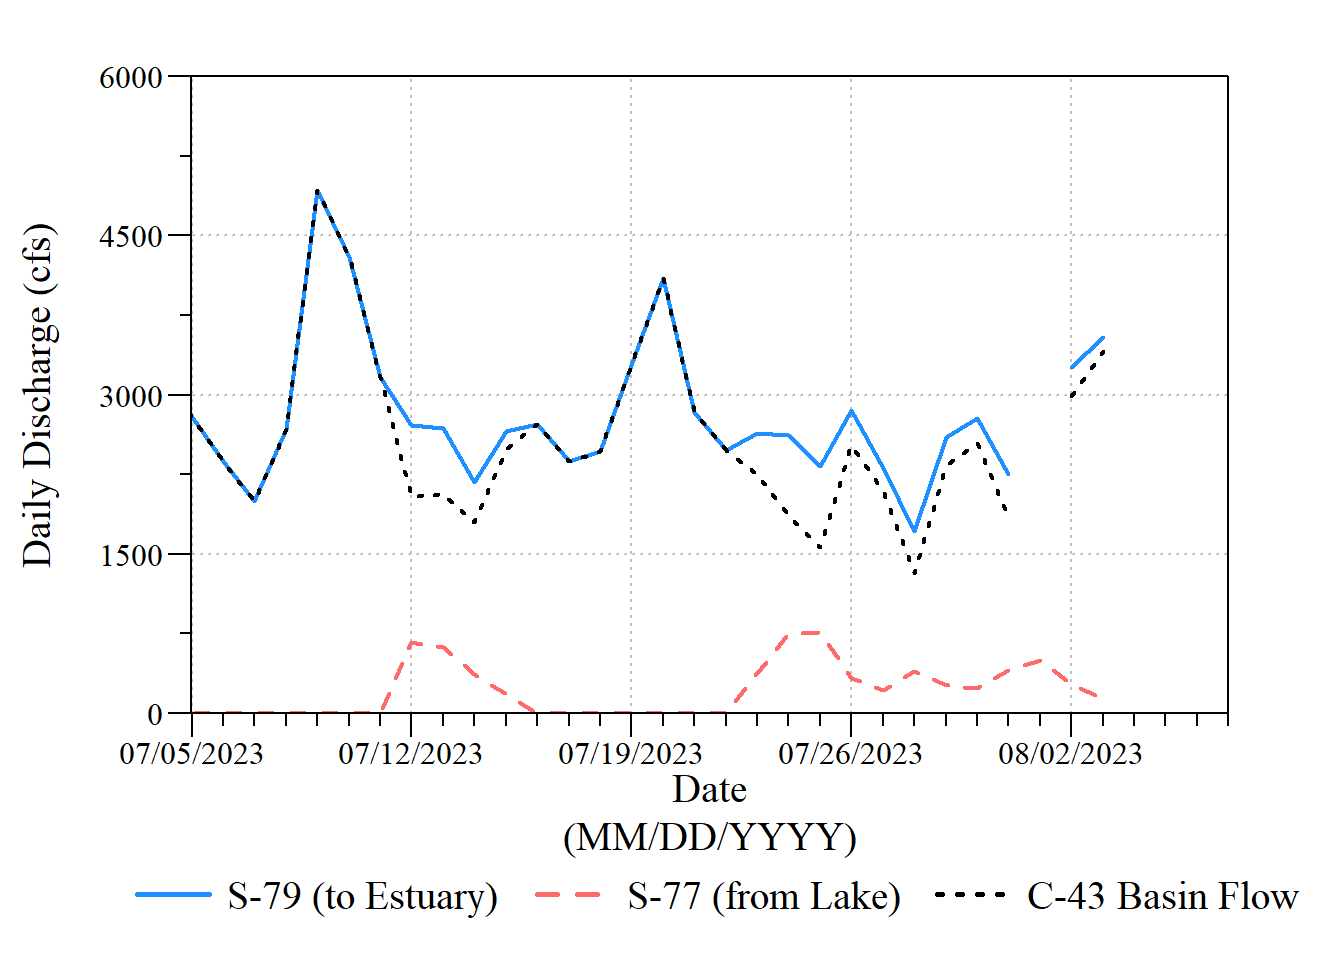 Daily Discharge (cfs)
6000
4500
3000
1500
0
07/05/2023 07/12/2023 07/19/2023 07/26/2023 08/02/2023
Date
(MM/DD/YYYY)
S-79 (to Estuary) S-77 (from Lake) C-43 Basin Flow